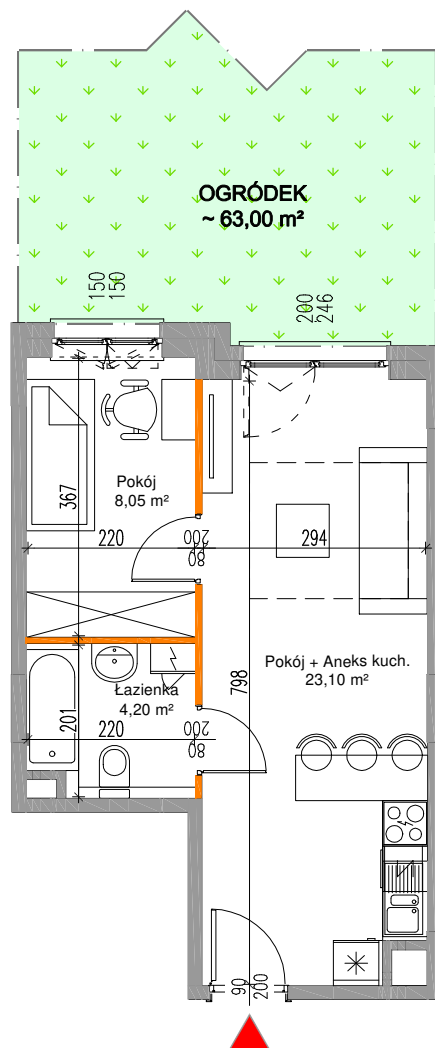 OGRÓDEK
~ 63,00 m²
150
150
200
246
Pokój
8,05 m²
367
220
200
80
294
Pokój + Aneks kuch.
23,10 m²
798
Łazienka
4,20 m²
201
220
200
80
90
200